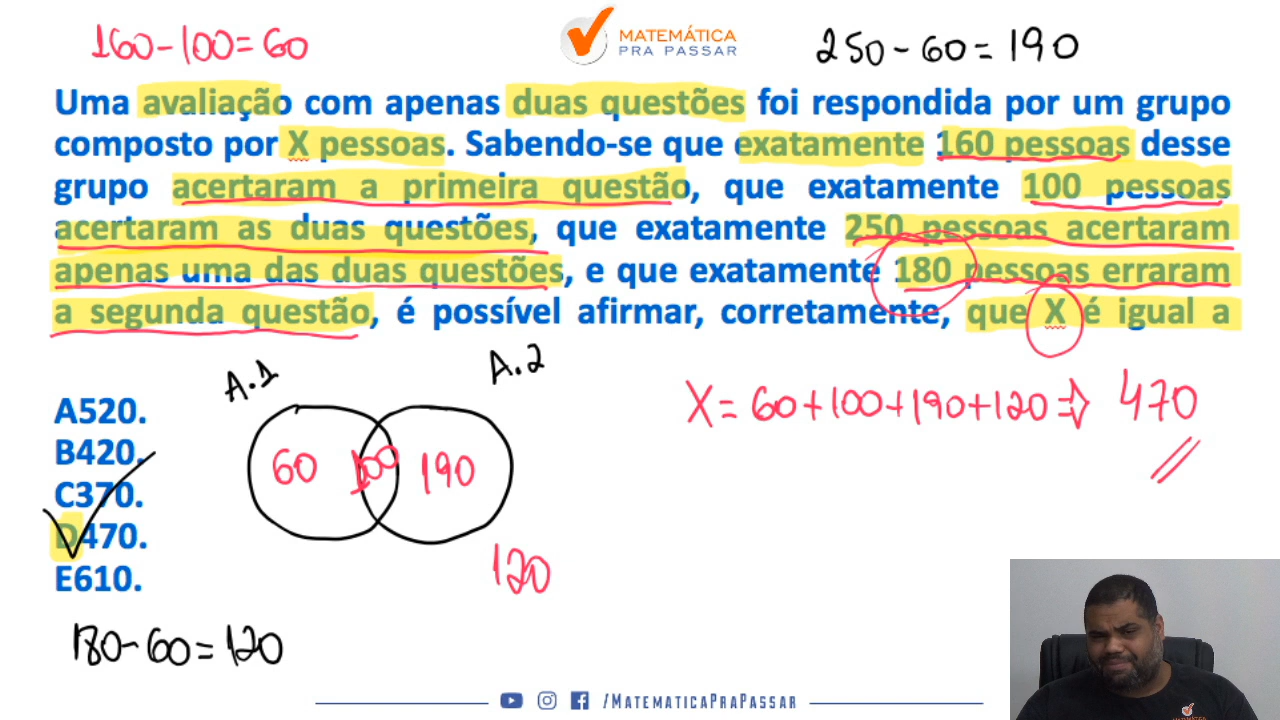 160-100=60
MATEMÁTICA
PRA PASSAR
250-60=190
Uma avaliação com apenas duas questões foi respondida por um grupo
composto por X pessoas. Sabendo-se que exatamente 160 pessoas desse
grupo acertaram a primeira questão, que exatamente 100 pessoas
acertaram as duas questões, que exatamente 250 pessoas acertaram
apenas uma das duas questões, e que exatamente 180 pessoas erraram
a segunda questão, é possível afirmar, corretamente, que X é igual a
A.1
A.2
A520.
B420.
C370.
D470.
E610.
60 100 190
120
X= 60+100+190+120 ⇒ 470
180-60=120
/MATEMATICAPRAPASSAR